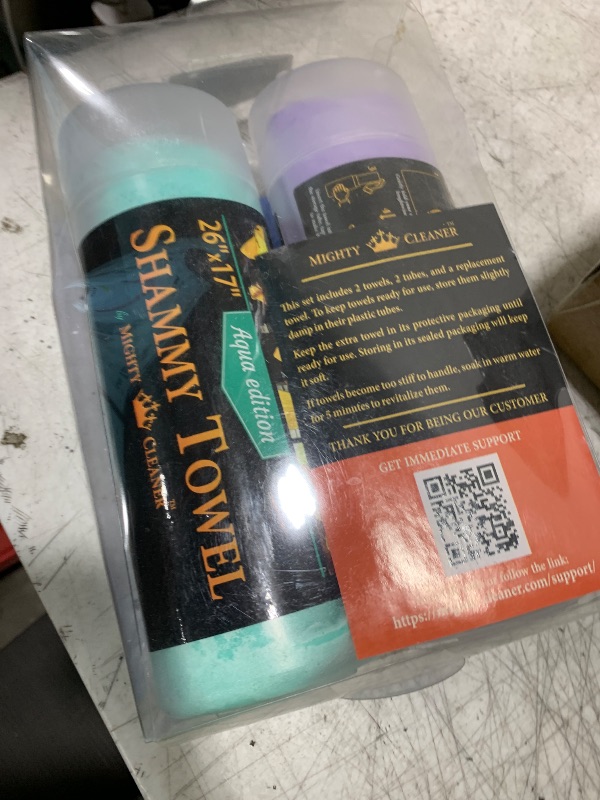 26" x 17"
SHAMMY TOWEL
by MIGHTY CLEANER™
Aqua edition
MIGHTY CLEANER™
This set includes 2 towels, 2 tubes, and a replacement
towel. To keep towels ready for use, store them slightly
damp in their plastic tubes.
Keep the extra towel in its protective packaging until
ready for use. Storing in its sealed packaging will keep
it soft.
If towels become too stiff to handle, soak in warm water
for 5 minutes to revitalize them.
THANK YOU FOR BEING OUR CUSTOMER
GET IMMEDIATE SUPPORT
follow the link:
cleaner.com/support/